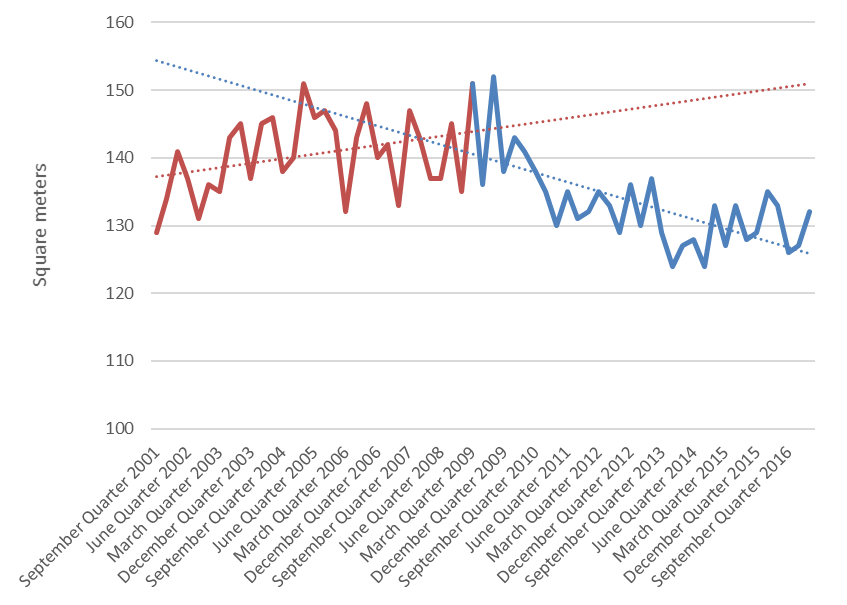 160
150
140
130
120
110
100
Square meters
September Quarter 2001
June Quarter 2002
March Quarter 2003
December Quarter 2003
September Quarter 2004
June Quarter 2005
March Quarter 2006
December Quarter 2006
September Quarter 2007
June Quarter 2008
March Quarter 2009
December Quarter 2009
September Quarter 2010
June Quarter 2011
March Quarter 2012
December Quarter 2012
September Quarter 2013
June Quarter 2014
March Quarter 2015
December Quarter 2015
September Quarter 2016